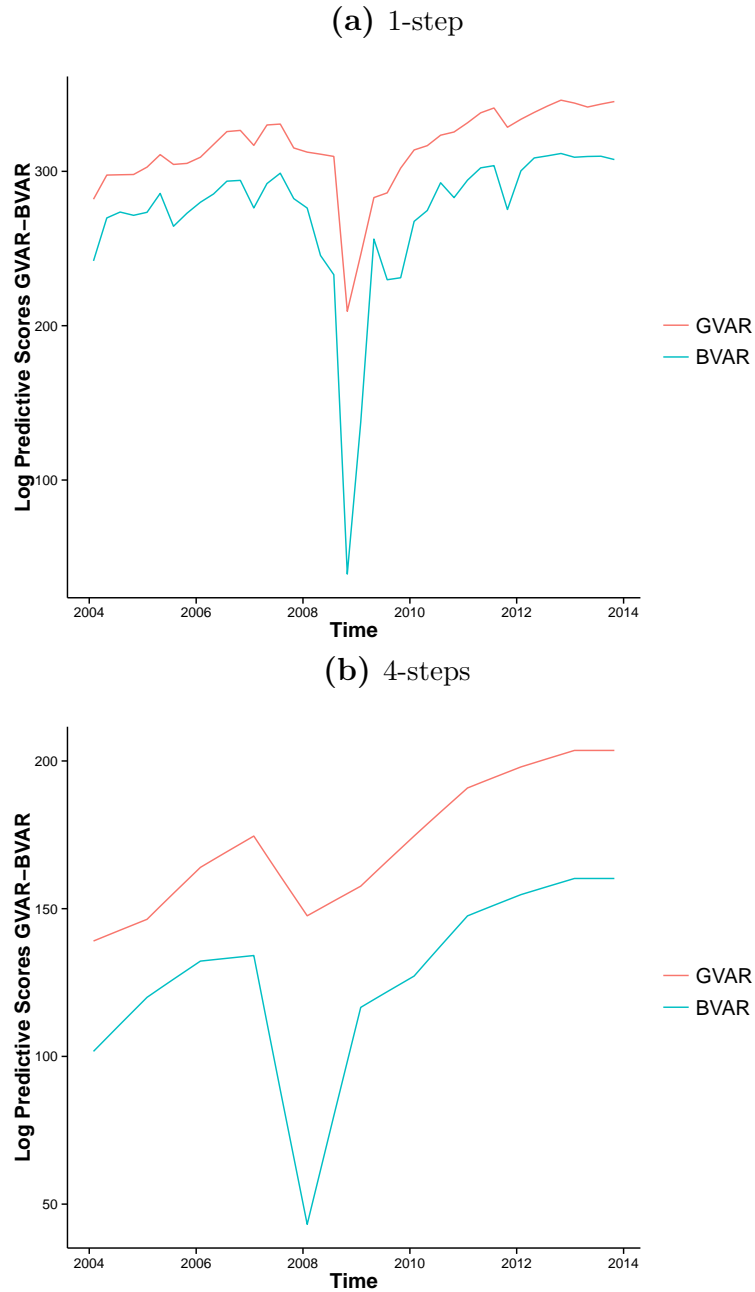 (a) 1-step
Log Predictive Scores GVAR−BVAR
300
200
100
2004 2006 2008 2010 2012 2014
Time
GVAR
BVAR
(b) 4-steps
Log Predictive Scores GVAR−BVAR
200
150
100
50
2004 2006 2008 2010 2012 2014
Time
GVAR
BVAR